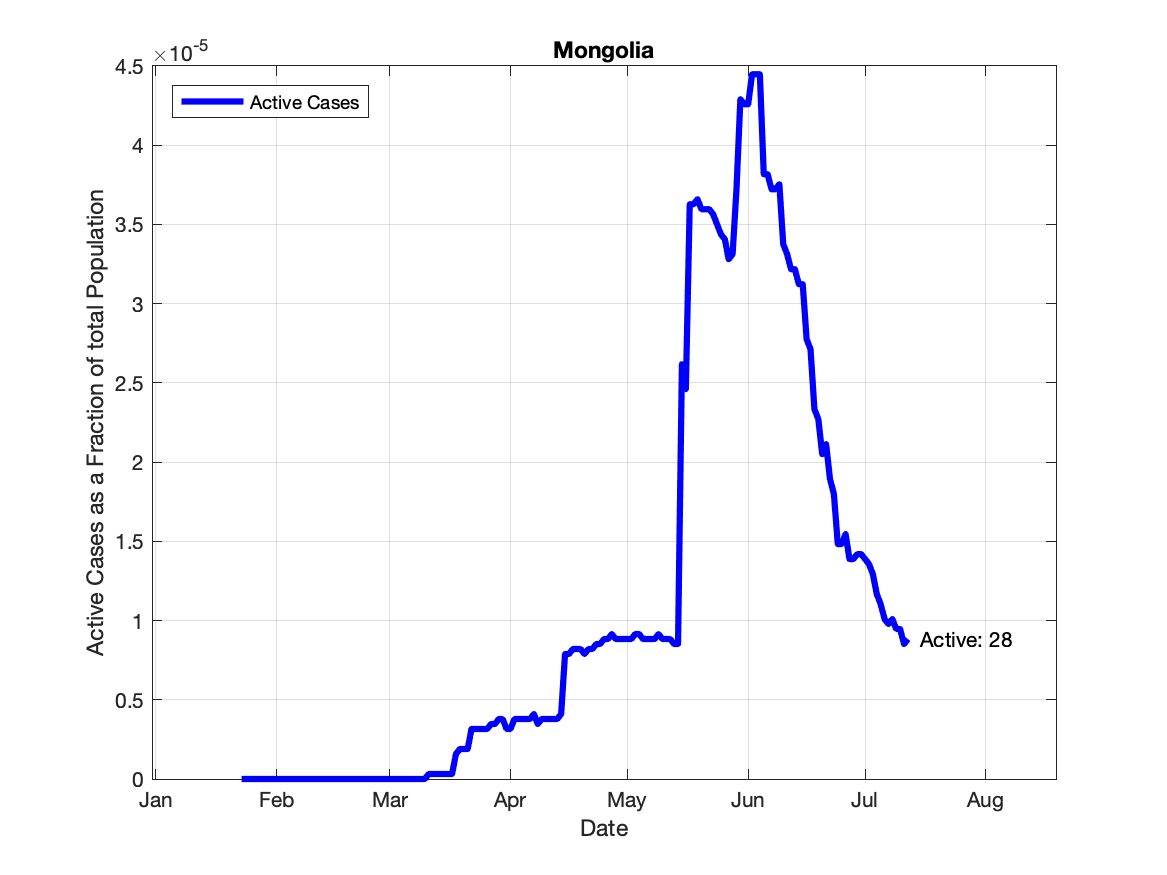 Mongolia
×10-5
Active Cases
4.5
4
3.5
3
2.5
2
1.5
1
0.5
0
Active Cases as a Fraction of total Population
Active: 28
Jan Feb Mar Apr May Jun Jul Aug
Date